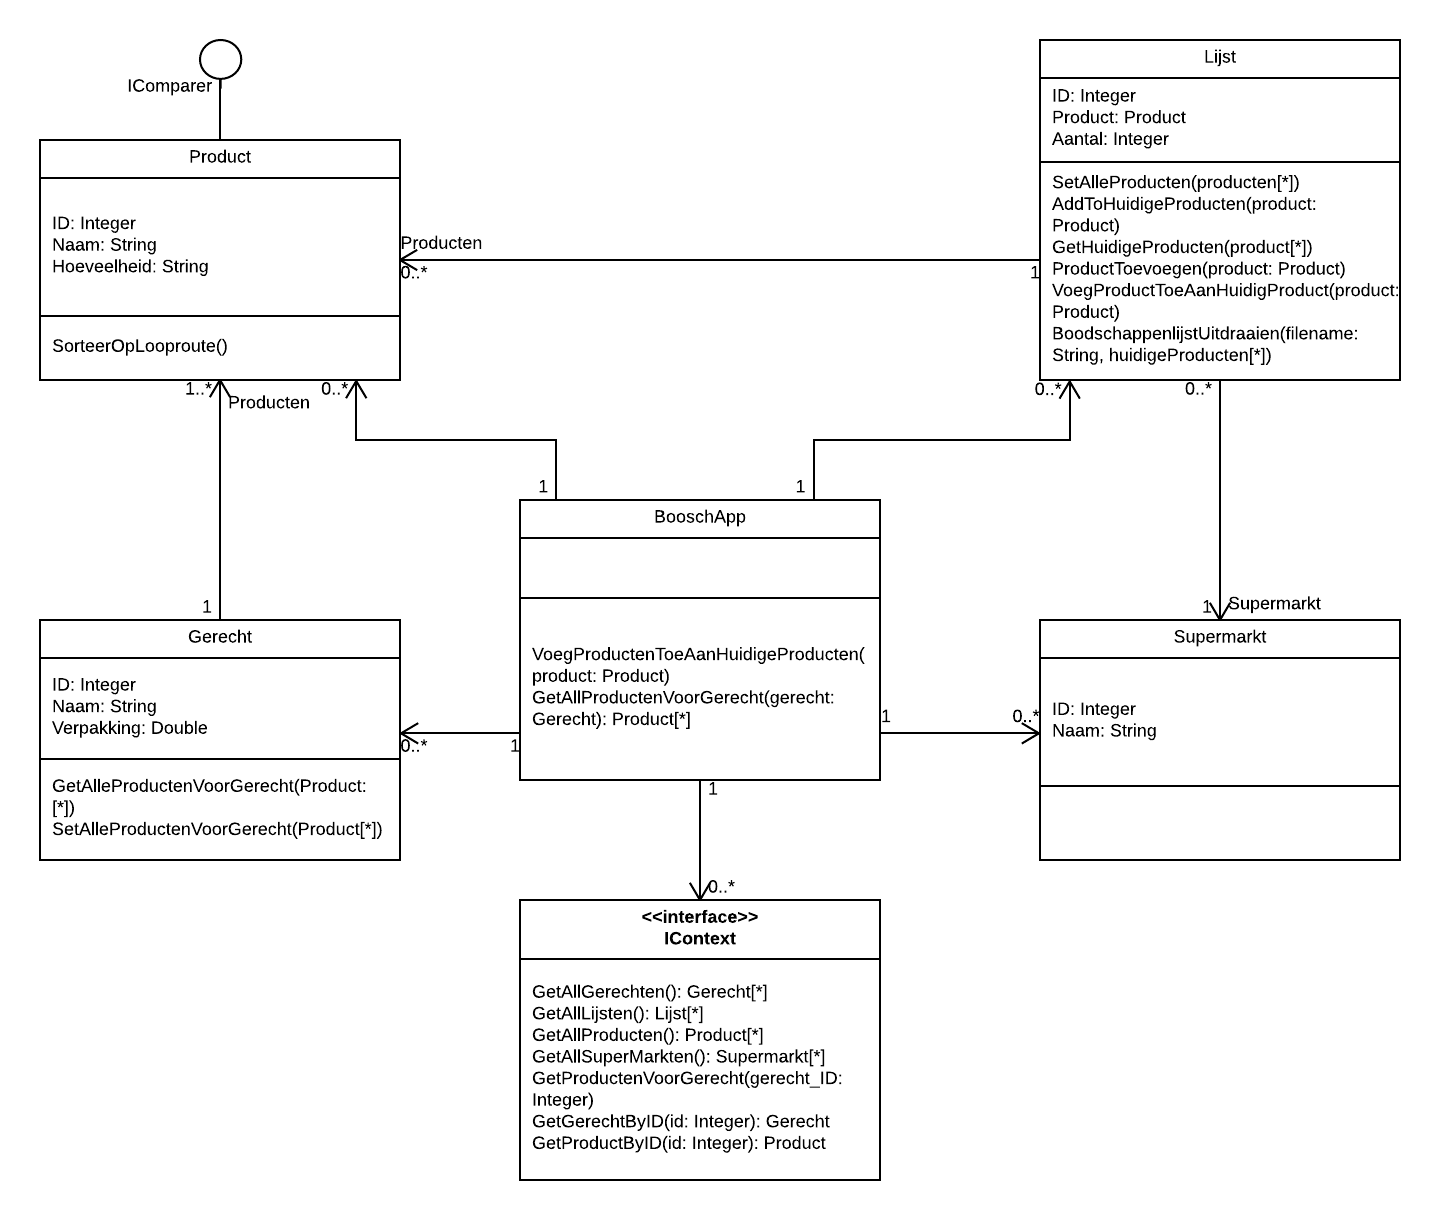 IComparer
Product
ID: Integer
Naam: String
Hoeveelheid: String
SorteerOpLooproute()
Lijst
ID: Integer
Product: Product
Aantal: Integer
SetAlleProducten(producten[*])
AddToHuidigeProducten(product:
Product)
GetHuidigeProducten(product[*])
ProductToevoegen(product: Product)
VoegProductToeAanHuidigProduct(product:
Product)
BoodschappenlijstUitdraaien(filename:
String, huidigeProducten[*])
Producten
0..*
1
1..*
Producten
0..*
0..*
0..*
1
1
1
1
Supermarkt
BooschApp
VoegProductenToeAanHuidigeProducten(
product: Product)
GetAllProductenVoorGerecht(gerecht:
Gerecht): Product[*]
Gerecht
ID: Integer
Naam: String
Verpakking: Double
GetAlleProductenVoorGerecht(Product:
[*])
SetAlleProductenVoorGerecht(Product[*])
0..*
1
1
0..*
Supermarkt
ID: Integer
Naam: String
1
0..*
<<interface>>
IContext
GetAllGerechten(): Gerecht[*]
GetAllLijsten(): Lijst[*]
GetAllProducten(): Product[*]
GetAllSuperMarkten(): Supermarkt[*]
GetProductenVoorGerecht(gerecht_ID:
Integer)
GetGerechtByID(id: Integer): Gerecht
GetProductByID(id: Integer): Product